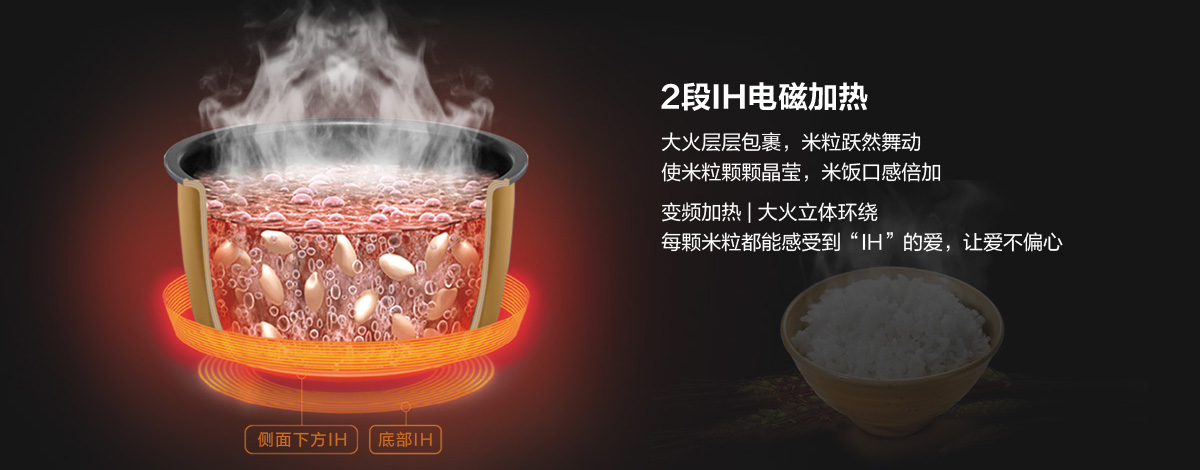 2段IH电磁加热
大火层层包裹，米粒跃然舞动
使米粒颗颗晶莹，米饭口感倍加
变频加热 | 大火立体环绕
每颗米粒都能感受到“IH”的爱，让爱不偏心
侧面下方IH
底部IH